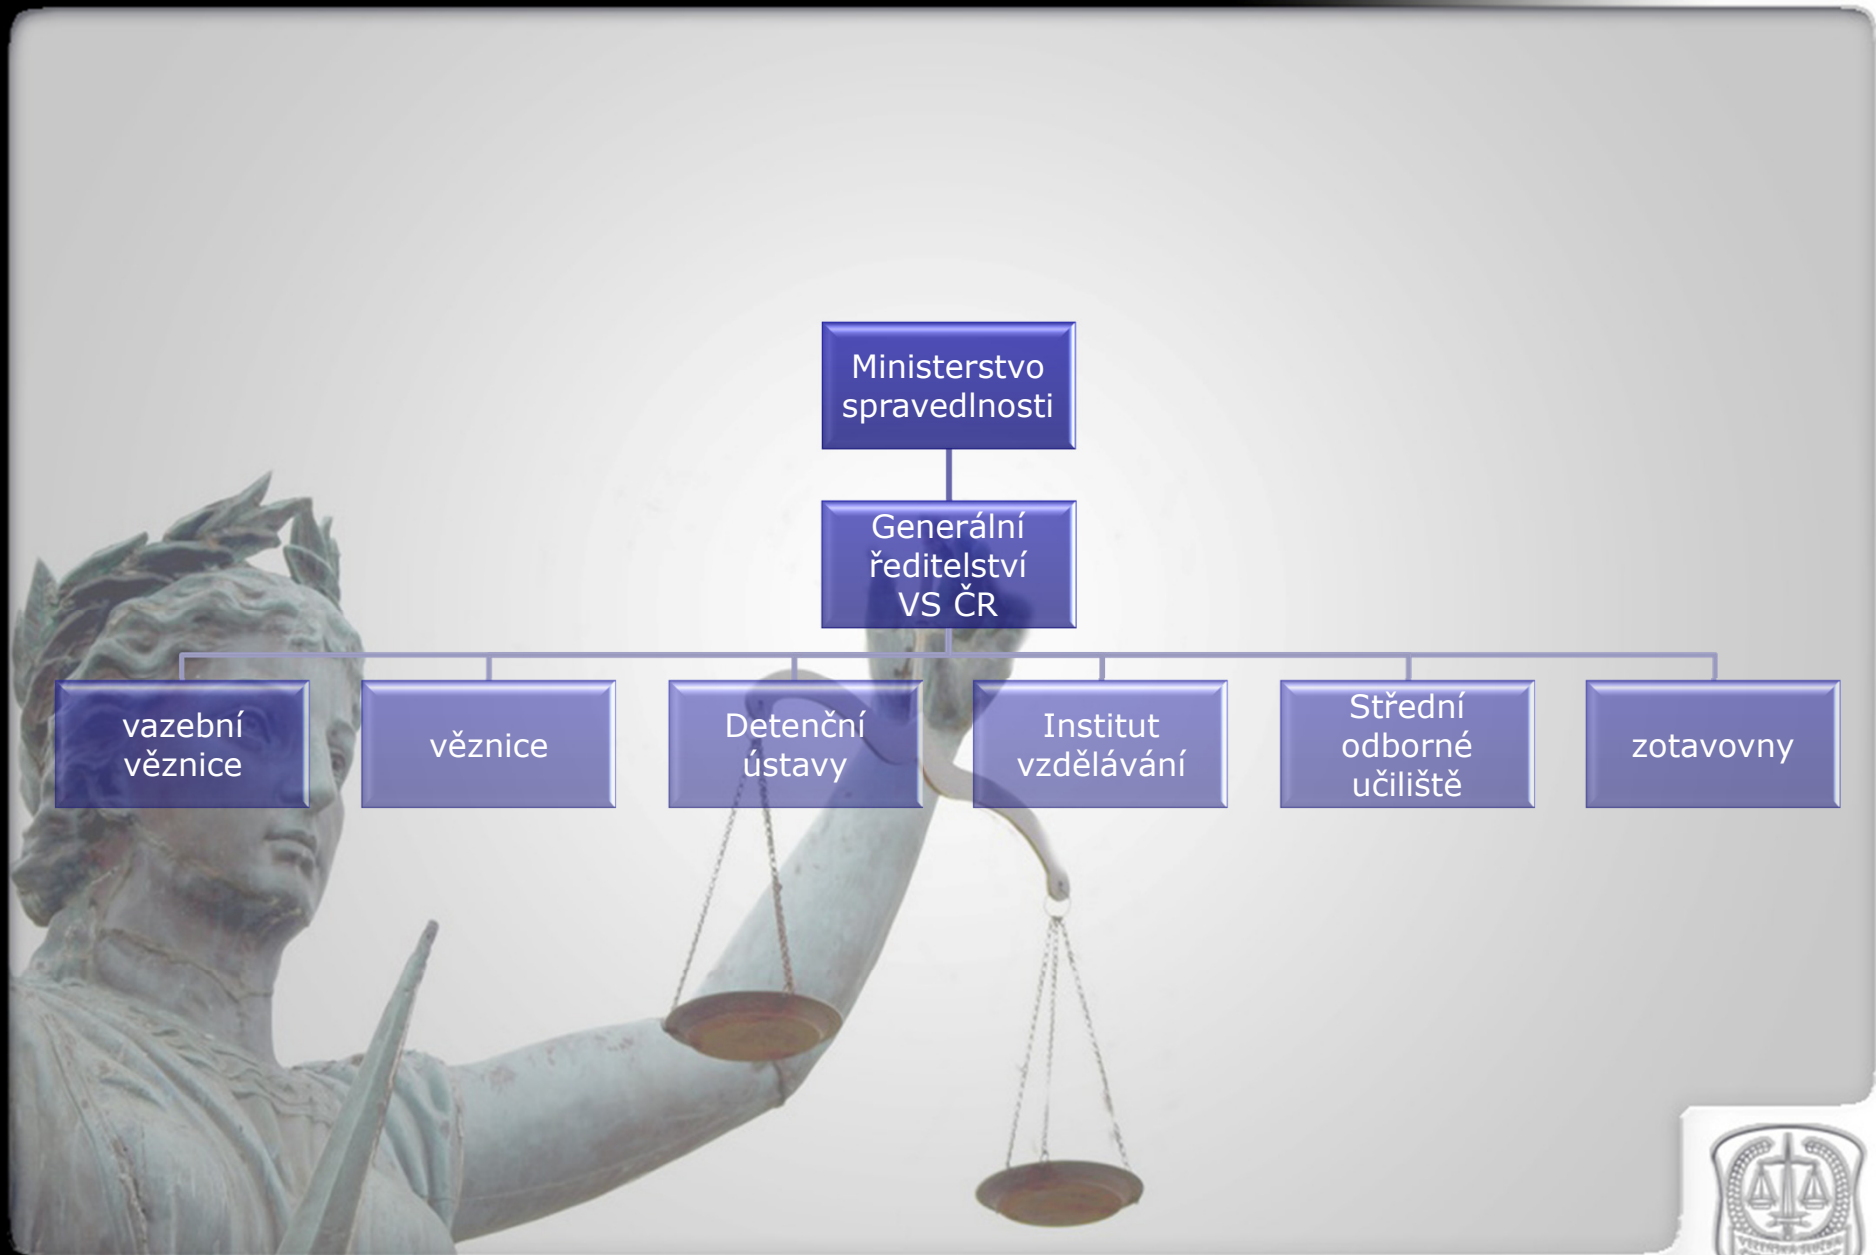 Ministerstvo
spravedlnosti
Generální
ředitelství
VS ČR
vazební
věznice
věznice
Detenční
ústavy
Institut
vzdělávání
Střední
odborné
učiliště
zotavovny